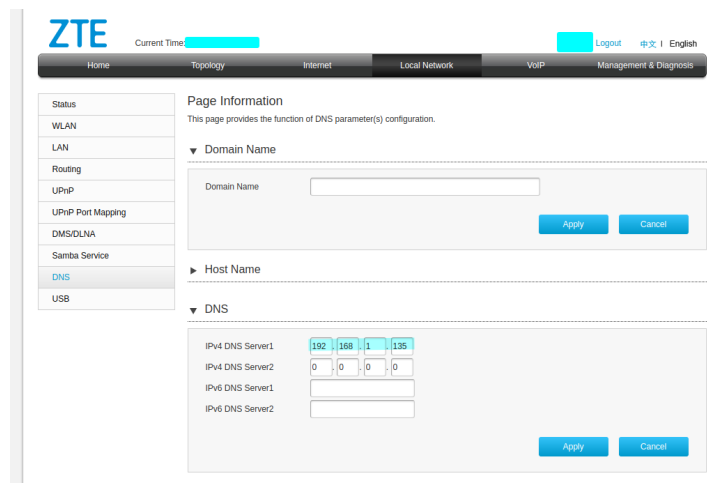 ZTE
Current Time:
Logout 中文 | English
Home Topology Internet Local Network VoIP Management & Diagnosis
Status
WLAN
LAN
Routing
UPnP
UPnP Port Mapping
DMS/DLNA
Samba Service
DNS
USB
Page Information
This page provides the function of DNS parameter(s) configuration.
Domain Name
Domain Name
Apply Cancel
Host Name
DNS
IPv4 DNS Server1 192 . 168 . 1 . 135
IPv4 DNS Server2 0 . 0 . 0 . 0
IPv6 DNS Server1
IPv6 DNS Server2
Apply Cancel